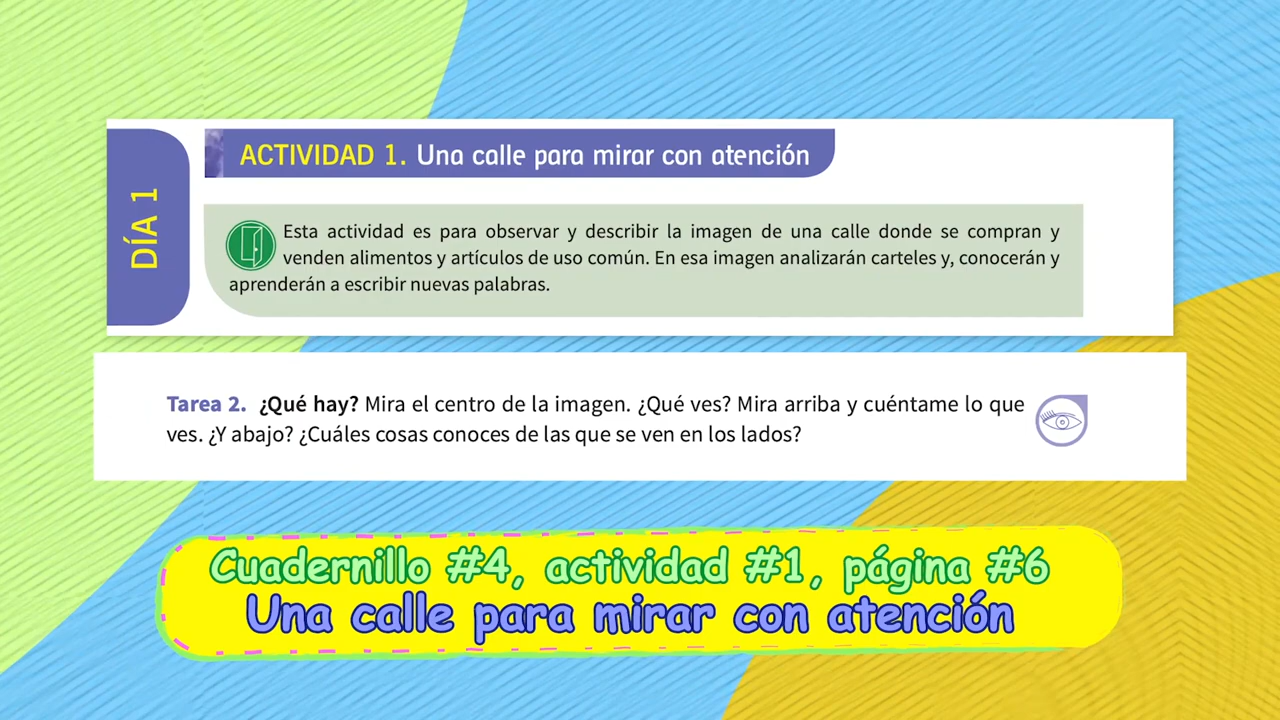 DÍA 1
ACTIVIDAD 1. Una calle para mirar con atención
Esta actividad es para observar y describir la imagen de una calle donde se compran y
venden alimentos y artículos de uso común. En esa imagen analizarán carteles y, conocerán y
aprenderán a escribir nuevas palabras.
Tarea 2. ¿Qué hay? Mira el centro de la imagen. ¿Qué ves? Mira arriba y cuéntame lo que
ves. ¿Y abajo? ¿Cuáles cosas conoces de las que se ven en los lados?
Cuadernillo #4, actividad #1, página #6
Una calle para mirar con atención